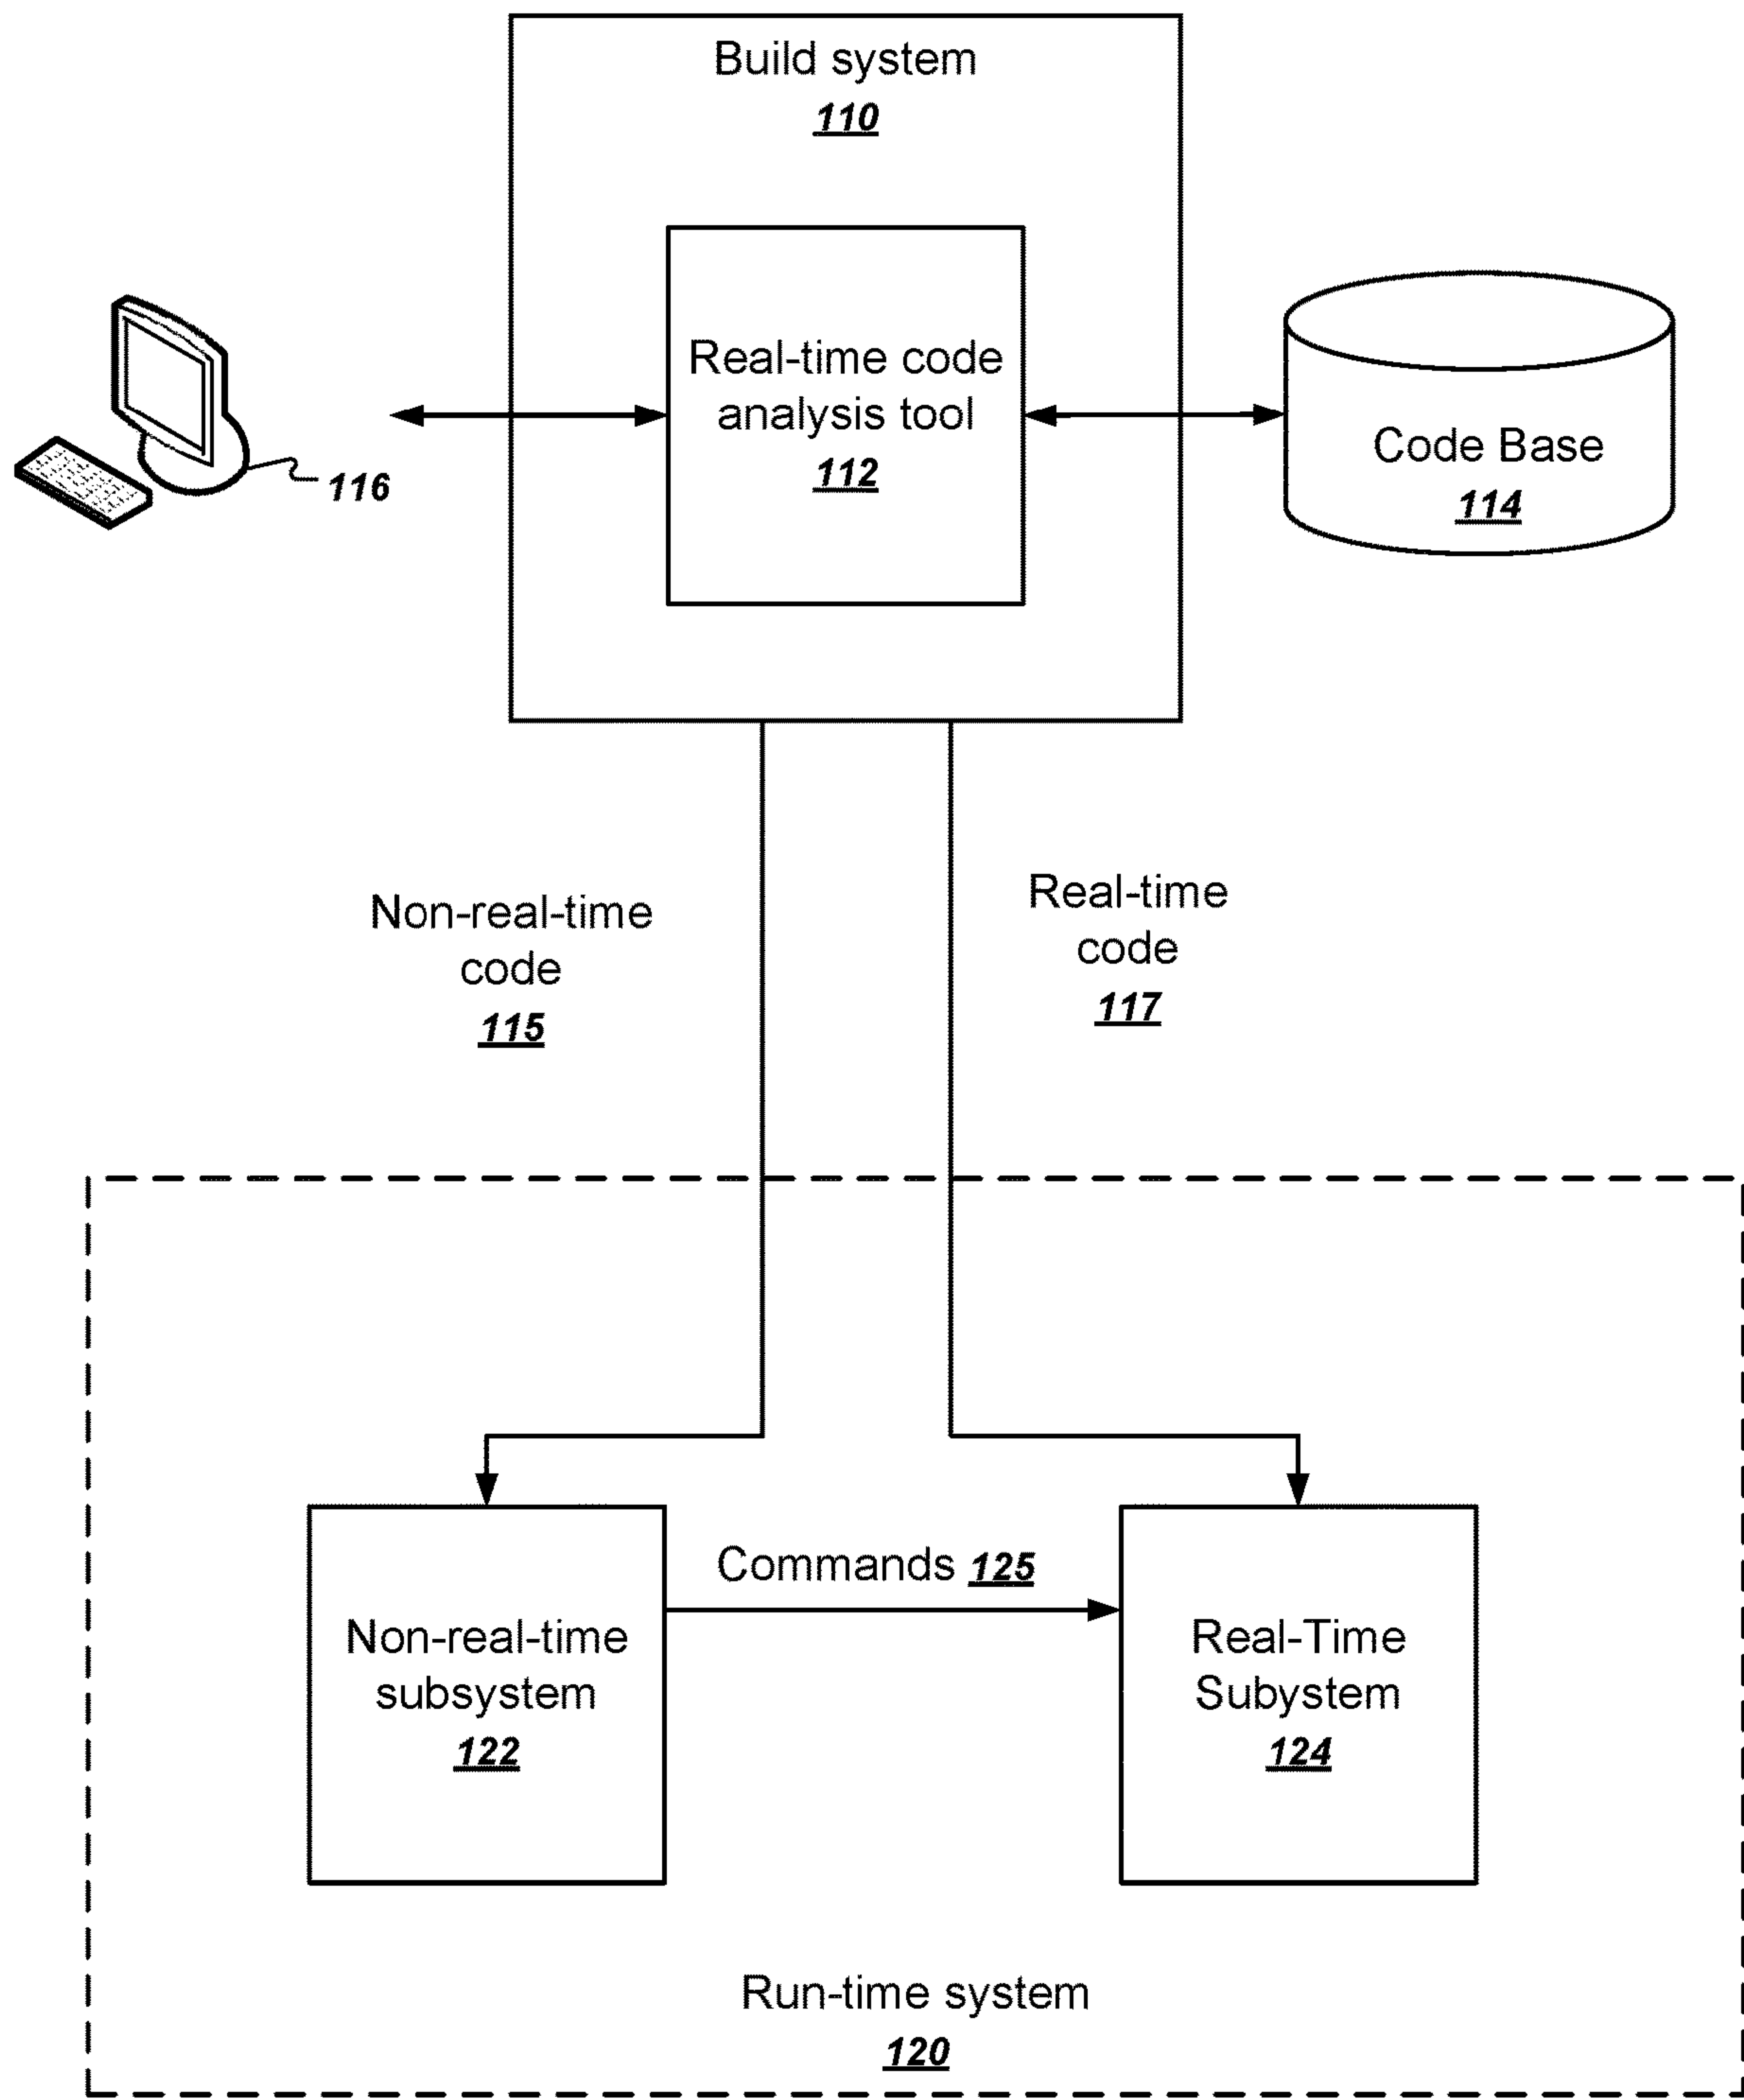 Build system
110
Real-time code
analysis tool
112
Code Base
114
116
Non-real-time
code
115
Real-time
code
117
Commands 125
Non-real-time
subsystem
122
Real-Time
Subystem
124
Run-time system
120